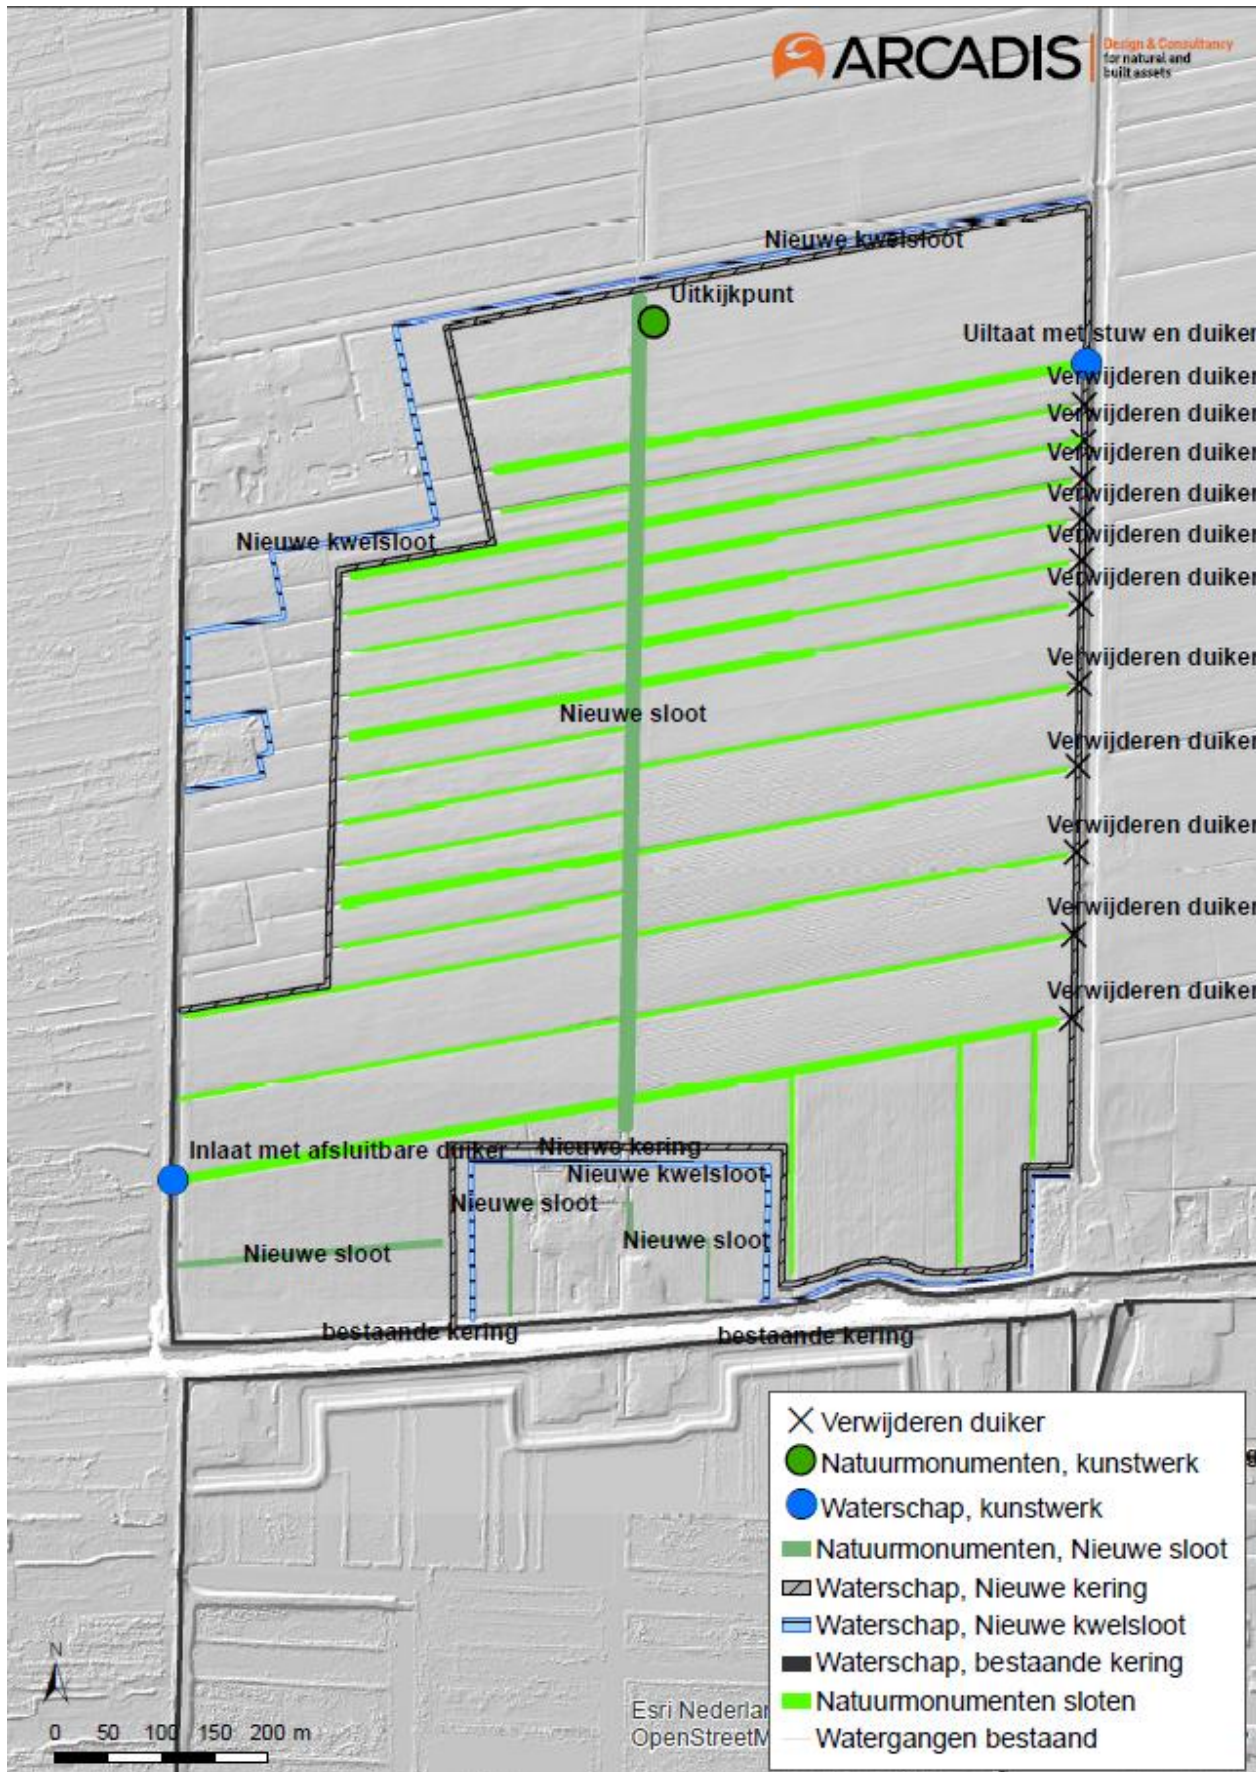 ARCADIS
Design & Consultancy
for natural and
built assets
Nieuwe kwelsloot
Uitkijkpunt
Uiltaat met stuw en duiker
Verwijderen duiker
Verwijderen duiker
Verwijderen duiker
Verwijderen duiker
Verwijderen duiker
Nieuwe kwelsloot
Verwijderen duiker
Verwijderen duiker
Nieuwe sloot
Verwijderen duiker
Verwijderen duiker
Verwijderen duiker
Verwijderen duiker
Inlaat met afsluitbare duiker
Nieuwe kering
Nieuwe kwelsloot
Nieuwe sloot
Nieuwe sloot
Nieuwe sloot
bestaande kering
bestaande kering
Verwijderen duiker
Natuurmonumenten, kunstwerk
Waterschap, kunstwerk
Natuurmonumenten, Nieuwe sloot
Waterschap, Nieuwe kering
Waterschap, Nieuwe kwelsloot
Waterschap, bestaande kering
Natuurmonumenten sloten
Watergangen bestaand
N
0 50 100 150 200 m
Esri Nederlan
OpenStreetM